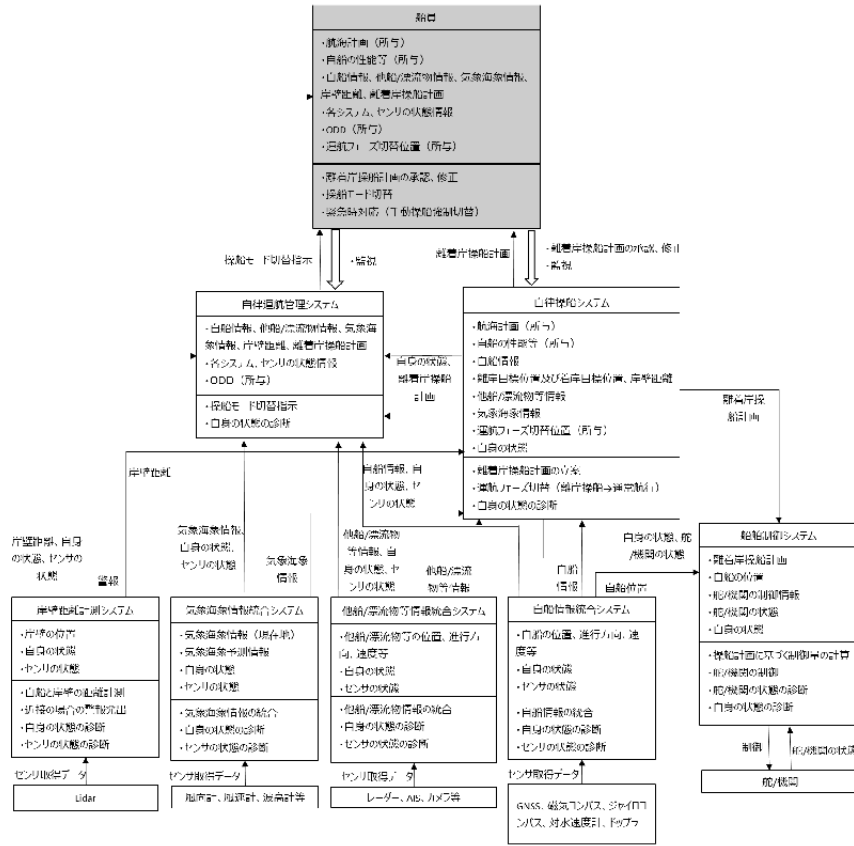 船員
・航海計画（所与）
・自船の性能等（所与）
・自船情報、他船/漂流物情報、気象海象情報、
岸壁距離、離着岸操船計画
・各システム、センサの状態情報
・ODD（所与）
・運航フェーズ切替位置（所与）
・離着岸操船計画の承認、修正
・操船モード切替
・緊急時対応（手動操船強制切替）
操船モード切替指示
・監視
離着岸操船計画
・離着岸操船計画の承認、修正
・監視
自律運航管理システム
・自船情報、他船/漂流物情報、気象海
象情報、岸壁距離、離着岸操船計画
・各システム、センサの状態情報
・ODD（所与）
・操船モード切替指示
・自身の状態の診断
自身の状態、
離着岸操船
計画
自律操船システム
・航海計画（所与）
・自船の性能等（所与）
・自船情報
・離岸目標位置及び着岸目標位置、岸壁距離
・他船/漂流物等情報
・気象海象情報
・運航フェーズ切替位置（所与）
・自身の状態
・離着岸操船計画の立案
・運航フェーズ切替（離岸操船→通常航行）
・自身の状態の診断
離着岸操
船計画
岸壁距離
岸壁距離、自身
の状態、センサの
状態
警報
気象海象情報、
自身の状態、
センサの状態
気象海象
情報
自船情報、自
身の状態、セ
ンサの状態
他船/漂流物
等情報、自
身の状態、セ
ンサの状態
他船/漂流
物等情報
自船
情報
自船位置
自身の状態、舵
/機関の状態
岸壁距離計測システム
・岸壁の位置
・自身の状態
・センサの状態
・自船と岸壁の距離計測
・近接の場合の警報発出
・自身の状態の診断
・センサの状態の診断
センサ取得データ
Lidar
気象海象情報統合システム
・気象海象情報（現在地）
・気象海象予測情報
・自身の状態
・センサの状態
・気象海象情報の統合
・自身の状態の診断
・センサの状態の診断
センサ取得データ
風向計、風速計、波高計等
他船/漂流物等情報統合システム
・他船/漂流物等の位置、進行方
向、速度等
・自身の状態
・センサの状態
・他船/漂流物情報の統合
・自身の状態の診断
・センサの状態の診断
センサ取得データ
レーダー、AIS、カメラ等
自船情報統合システム
・自船の位置、進行方向、速
度等
・自身の状態
・センサの状態
・自船情報の統合
・自身の状態の診断
・センサの状態の診断
センサ取得データ
GNSS、磁気コンパス、ジャイロコ
ンパス、対水速度計、ドップラ
船舶制御システム
・離着岸操船計画
・自船の位置
・舵/機関の制御情報
・舵/機関の状態
・自身の状態
・操船計画に基づく制御量の計算
・舵/機関の制御
・舵/機関の状態の診断
・自身の状態の診断
制御
舵/機関の状態
舵/機関